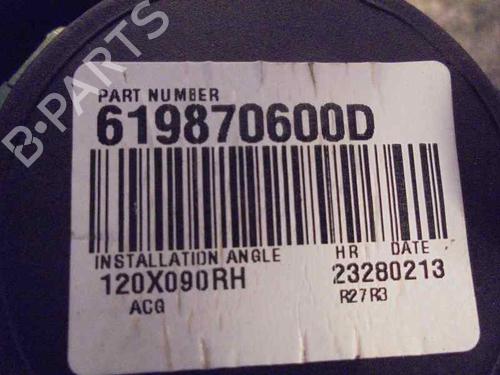 B-PARTS
PART NUMBER
619870600D
INSTALLATION ANGLE HR DATE
120X090RH 23280213
ACG R27R3